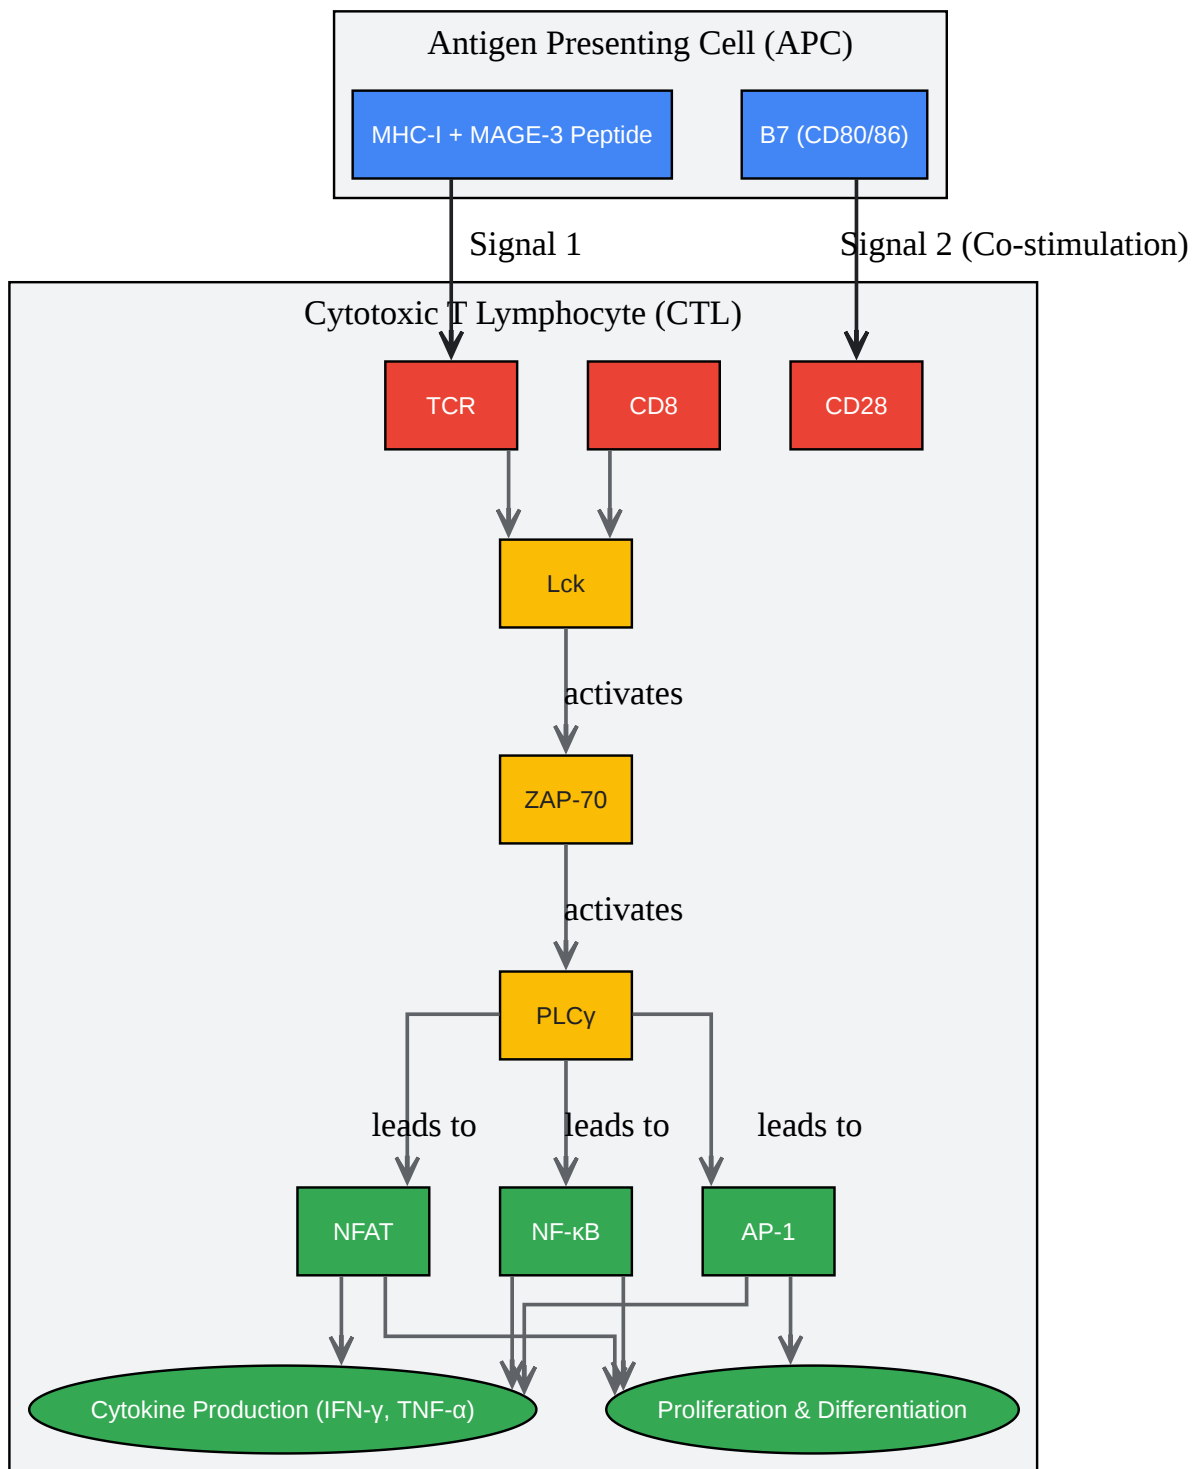 Antigen Presenting Cell (APC)
MHC-I + MAGE-3 Peptide
B7 (CD80/86)
Signal 1
Signal 2 (Co-stimulation)
Cytotoxic T Lymphocyte (CTL)
TCR
CD8
CD28
Lck
activates
ZAP-70
activates
PLCγ
leads to
leads to
leads to
NFAT
NF-κB
AP-1
Cytokine Production (IFN-γ, TNF-α)
Proliferation & Differentiation